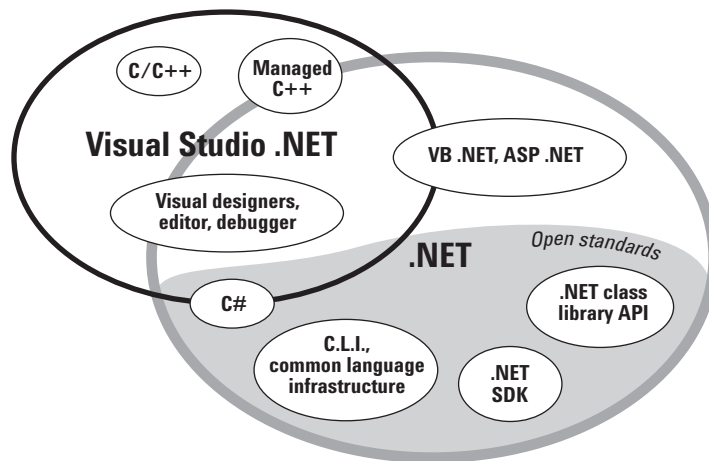 C/C++
Managed
C++
Visual Studio .NET
VB .NET, ASP .NET
Visual designers,
editor, debugger
Open standards
.NET
C#
.NET class
library API
C.L.I.,
common language
infrastructure
.NET
SDK